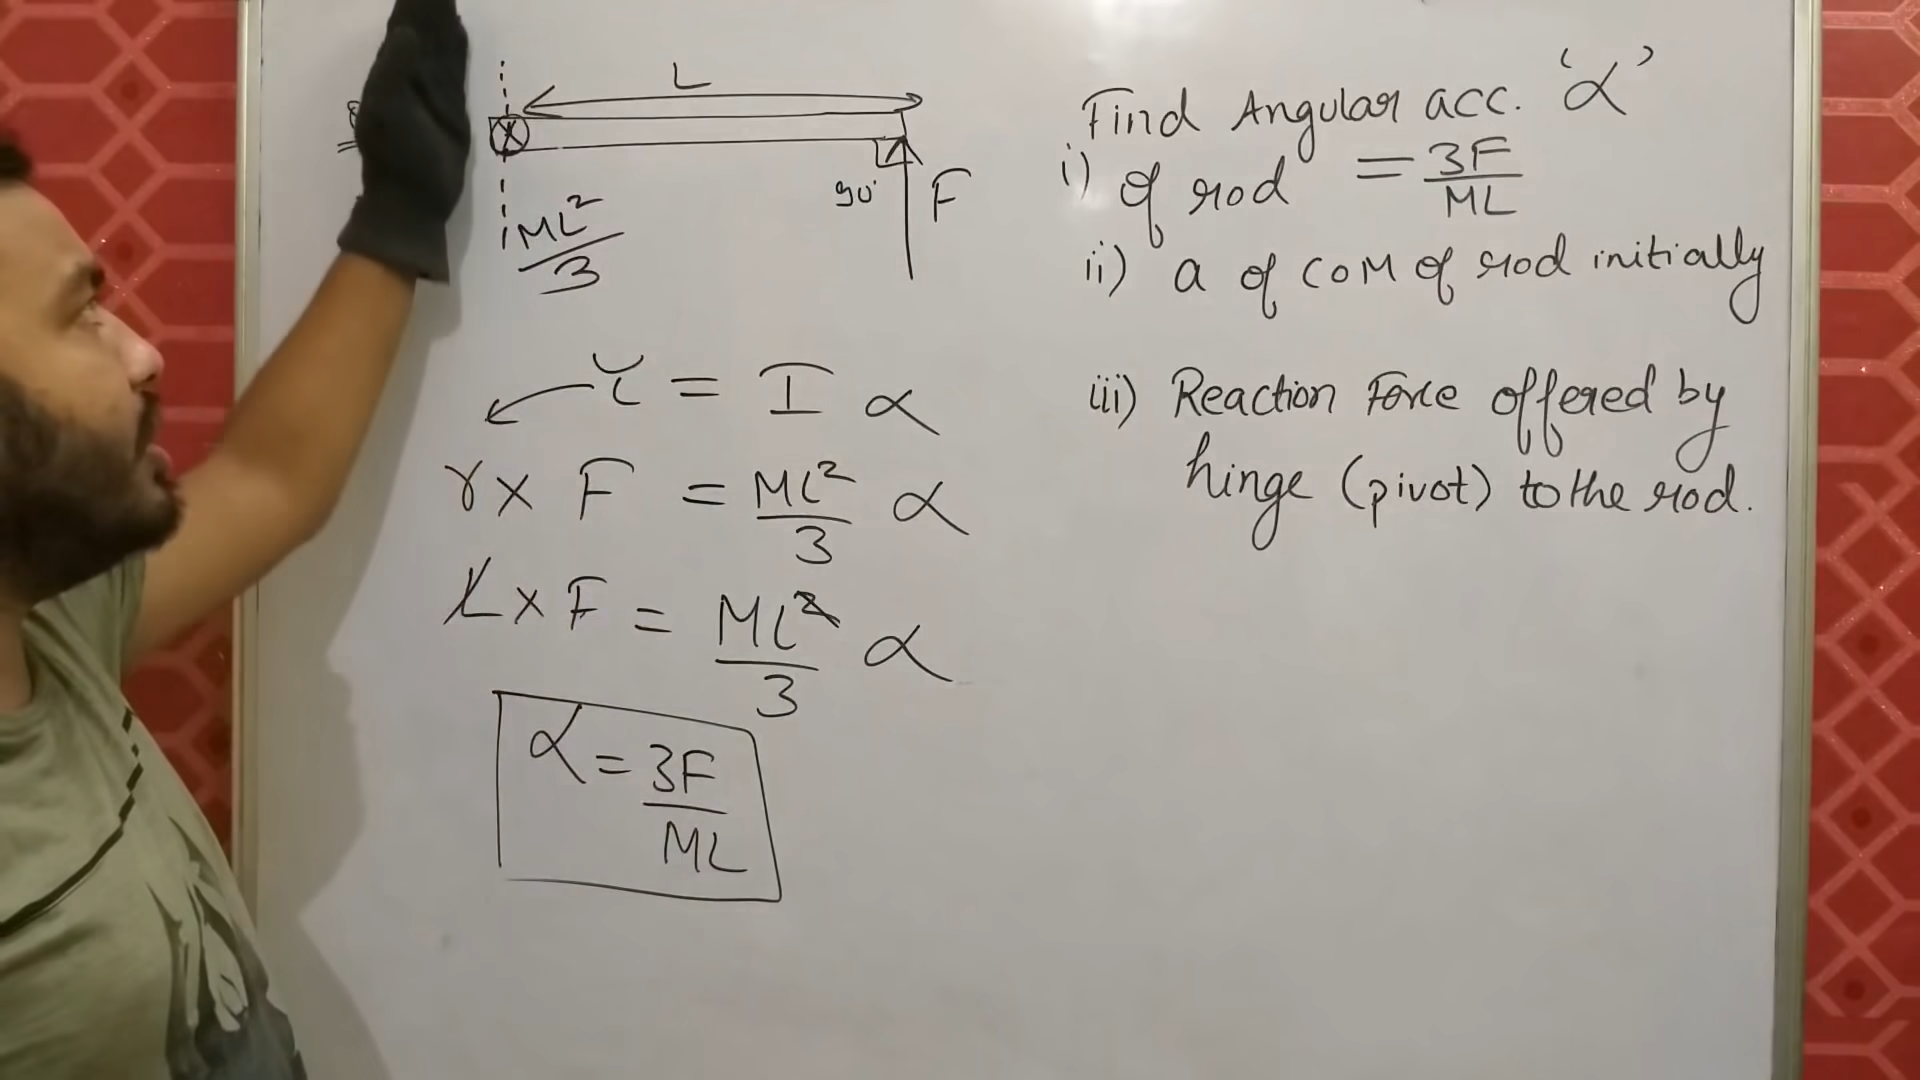 L
F
90°
ML²/3
τ = I α
r × F = ML²/3 α
L × F = ML²/3 α
α = 3F/ML
Find Angular acc. 'α'
i) of rod = 3F/ML
ii) a of COM of rod initially
iii) Reaction Force offered by
hinge (pivot) to the rod.